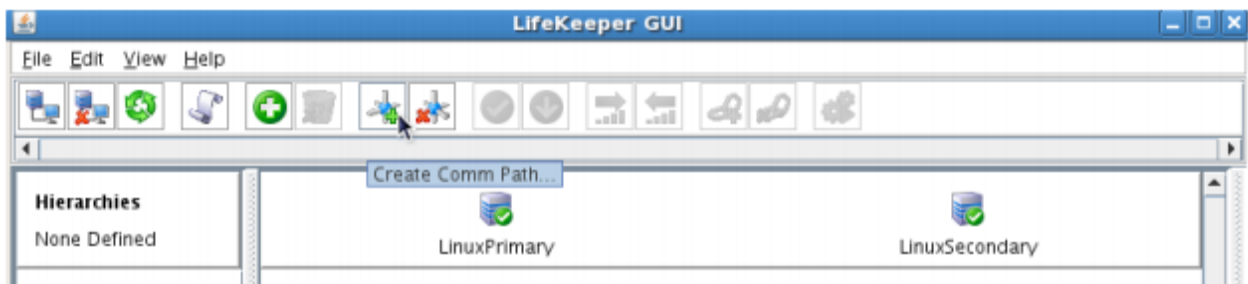 LifeKeeper GUI
File Edit View Help
Create Comm Path...
Hierarchies
None Defined
LinuxPrimary
LinuxSecondary